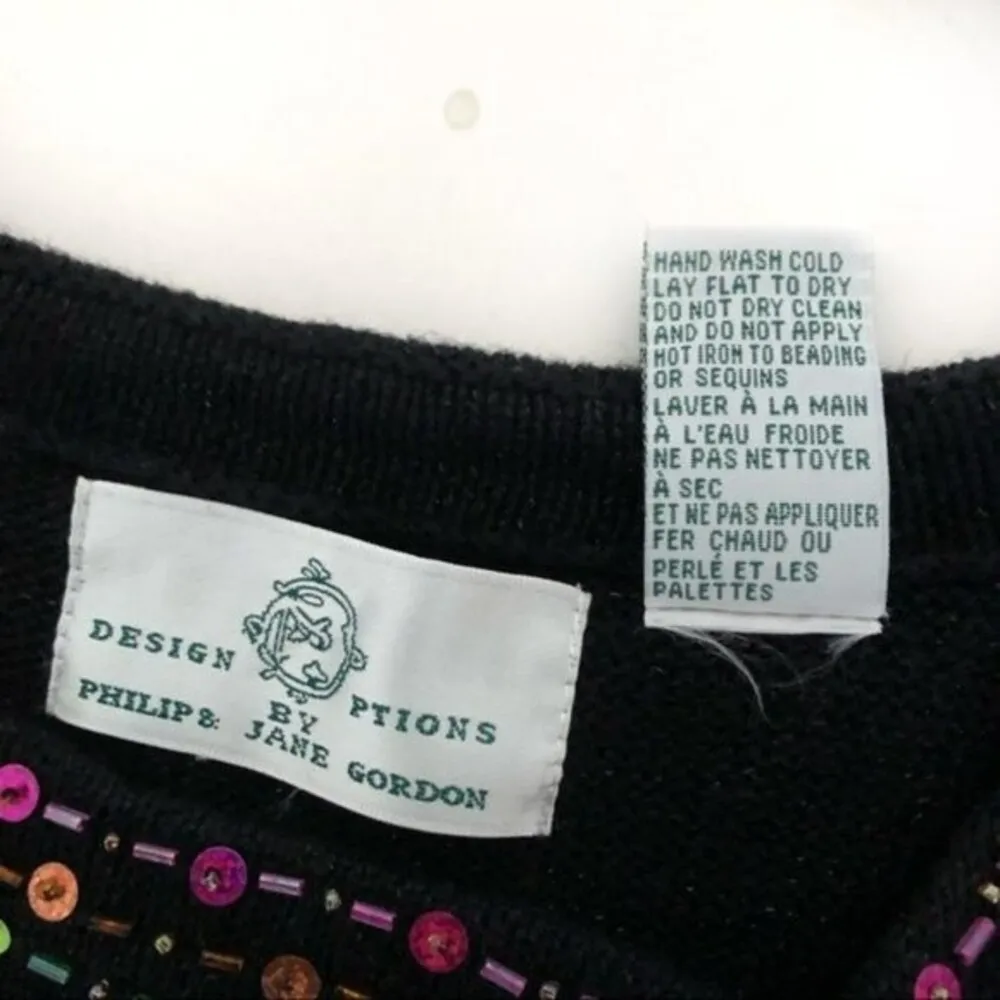 HAND WASH COLD
LAY FLAT TO DRY
DO NOT DRY CLEAN
AND DO NOT APPLY
HOT IRON TO BEADING
OR SEQUINS
LAVER À LA MAIN
À L'EAU FROIDE
NE PAS NETTOYER
À SEC
ET NE PAS APPLIQUER
FER CHAUD OU
PERLÉ ET LES
PALETTES
DESIGN PTIONS
BY
PHILIP & JANE GORDON